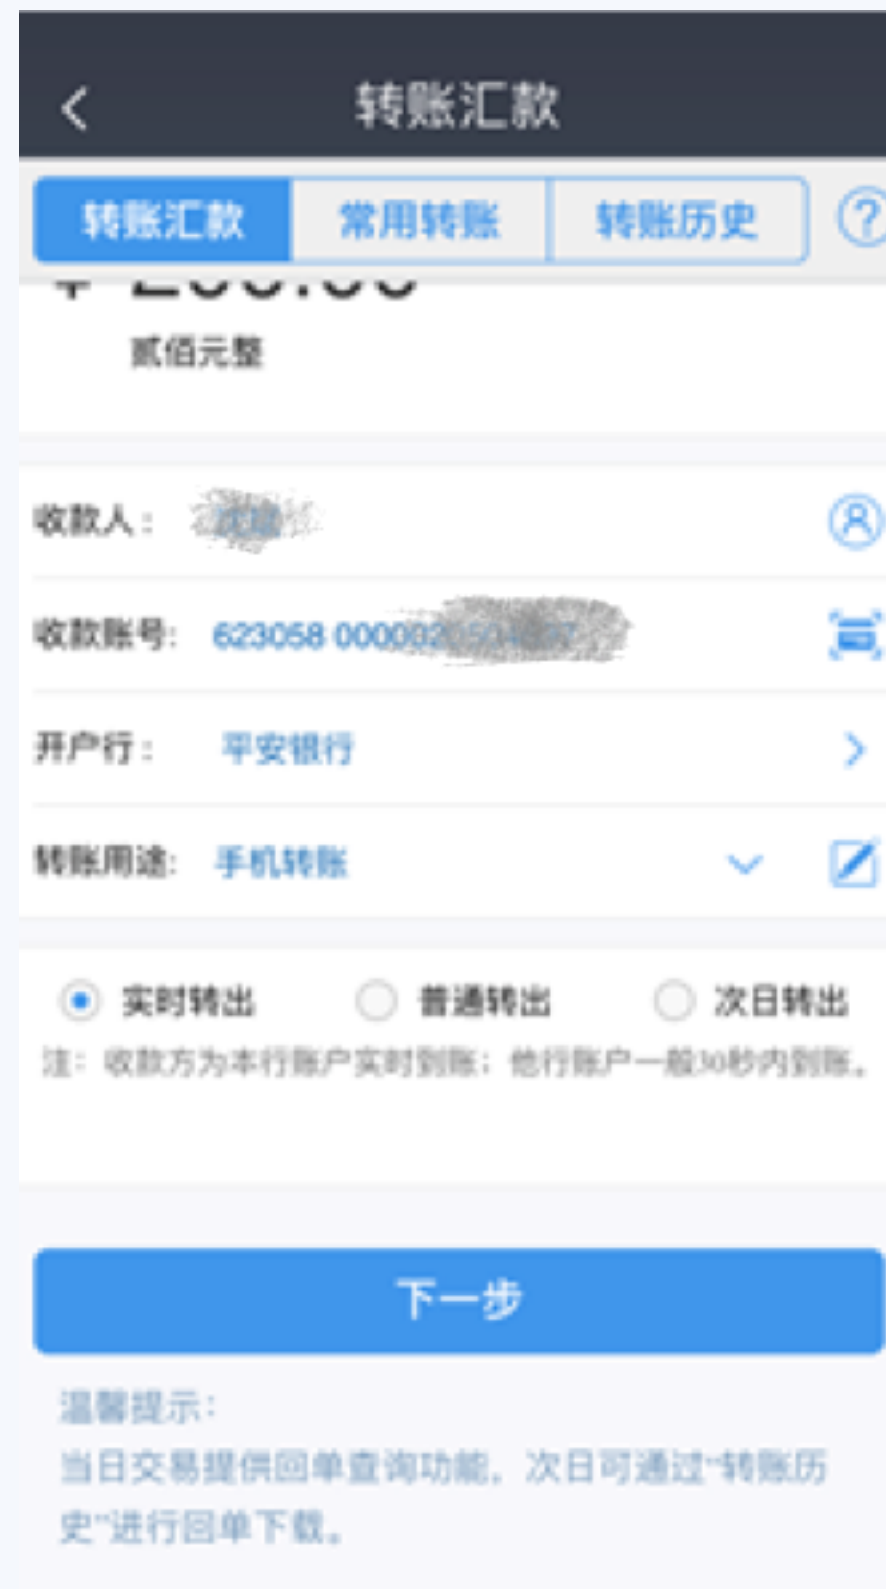 转账汇款
转账汇款 常用转账 转账历史 ?
贰佰元整
收款人：
收款账号: 623058 0000
开户行： 平安银行
转账用途: 手机转账
实时转出 普通转出 次日转出
注：收款方为本行账户实时到账；他行账户一般30秒内到账。
下一步
温馨提示：
当日交易提供回单查询功能，次日可通过“转账历
史”进行回单下载。